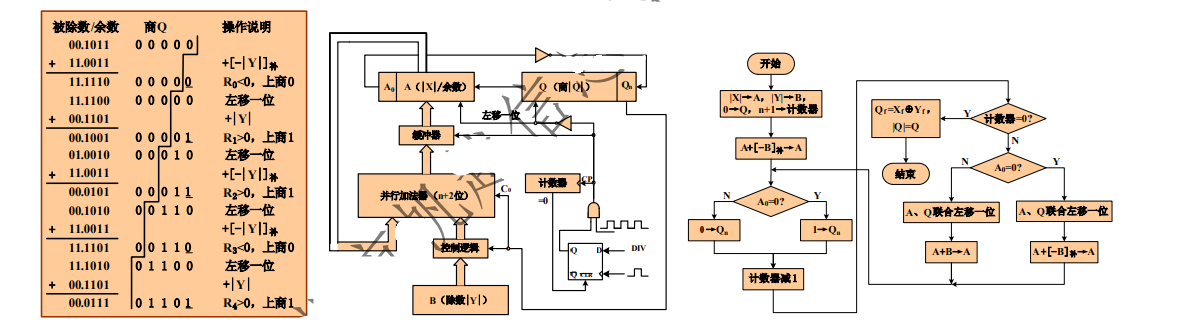 被除数/余数 商Q 操作说明
00.1011 0 0 0 0 0
+ 11.0011 +[-|Y|]补
11.1110 0 0 0 0 0 R0<0,上商0
11.1100 0 0 0 0 0 左移一位
+ 00.1101 +|Y|
00.1001 0 0 0 0 1 R1>0,上商1
01.0010 0 0 0 1 0 左移一位
+ 11.0011 +[-|Y|]补
00.0101 0 0 0 1 1 R2>0,上商1
00.1010 0 0 1 1 0 左移一位
+ 11.0011 +[-|Y|]补
11.1101 0 0 1 1 0 R3<0,上商0
11.1010 0 1 1 0 0 左移一位
+ 00.1101 +|Y|
00.0111 0 1 1 0 1 R4>0,上商1
A0 A(|X|/余数)
Q(商|Q|) Qn
左移一位
缓冲器
并行加法器(n+2位)
C0
计数器
CP
=0
控制逻辑
Q D
DIV
Q CLR
B(除数|Y|)
开始
|X|→A,|Y|→B,
0→Q,n+1→计数器
A+[-B]补→A
N A0=0? Y
0→Qn
1→Qn
计数器减1
Qf=Xf⊕Yf,
|Q|=Q
Y
计数器=0?
N
结束
N A0=0? Y
A、Q联合左移一位
A、Q联合左移一位
A+B→A
A+[-B]补→A